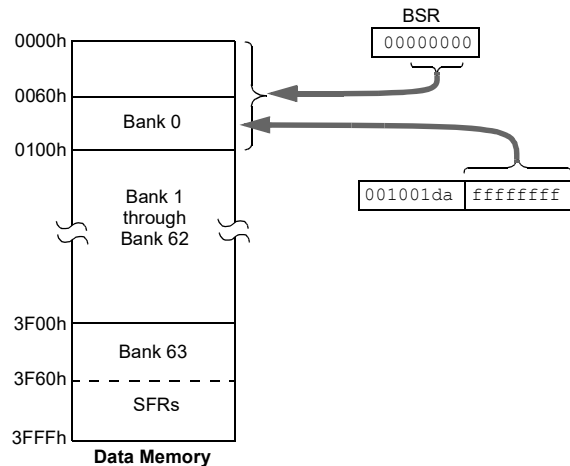 BSR
0000h
00000000
0060h
Bank 0
0100h
Bank 1
through
Bank 62
001001da ffffffff
3F00h
Bank 63
3F60h
SFRs
3FFFh
Data Memory